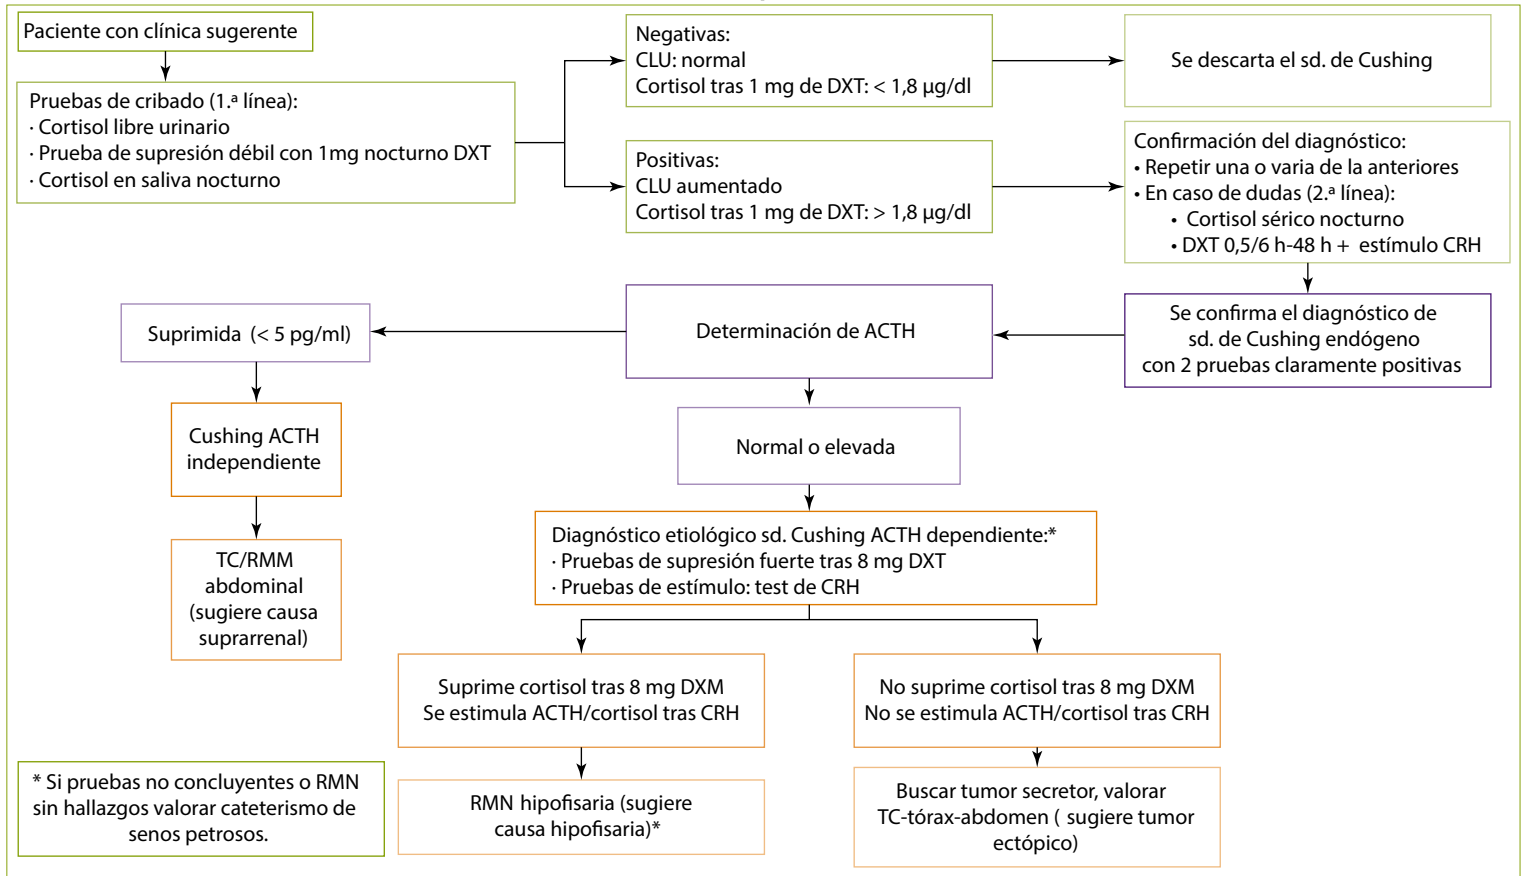 Paciente con clínica sugerente
Pruebas de cribado (1.ª línea):
· Cortisol libre urinario
· Prueba de supresión débil con 1mg nocturno DXT
· Cortisol en saliva nocturno
Negativas:
CLU: normal
Cortisol tras 1 mg de DXT: < 1,8 µg/dl
Se descarta el sd. de Cushing
Positivas:
CLU aumentado
Cortisol tras 1 mg de DXT: > 1,8 µg/dl
Confirmación del diagnóstico:
• Repetir una o varia de la anteriores
• En caso de dudas (2.ª línea):
• Cortisol sérico nocturno
• DXT 0,5/6 h-48 h + estímulo CRH
Se confirma el diagnóstico de
sd. de Cushing endógeno
con 2 pruebas claramente positivas
Determinación de ACTH
Suprimida (< 5 pg/ml)
Cushing ACTH
independiente
TC/RMM
abdominal
(sugiere causa
suprarrenal)
Normal o elevada
Diagnóstico etiológico sd. Cushing ACTH dependiente:*
· Pruebas de supresión fuerte tras 8 mg DXT
· Pruebas de estímulo: test de CRH
Suprime cortisol tras 8 mg DXM
Se estimula ACTH/cortisol tras CRH
No suprime cortisol tras 8 mg DXM
No se estimula ACTH/cortisol tras CRH
RMN hipofisaria (sugiere
causa hipofisaria)*
Buscar tumor secretor, valorar
TC-tórax-abdomen ( sugiere tumor
ectópico)
* Si pruebas no concluyentes o RMN
sin hallazgos valorar cateterismo de
senos petrosos.